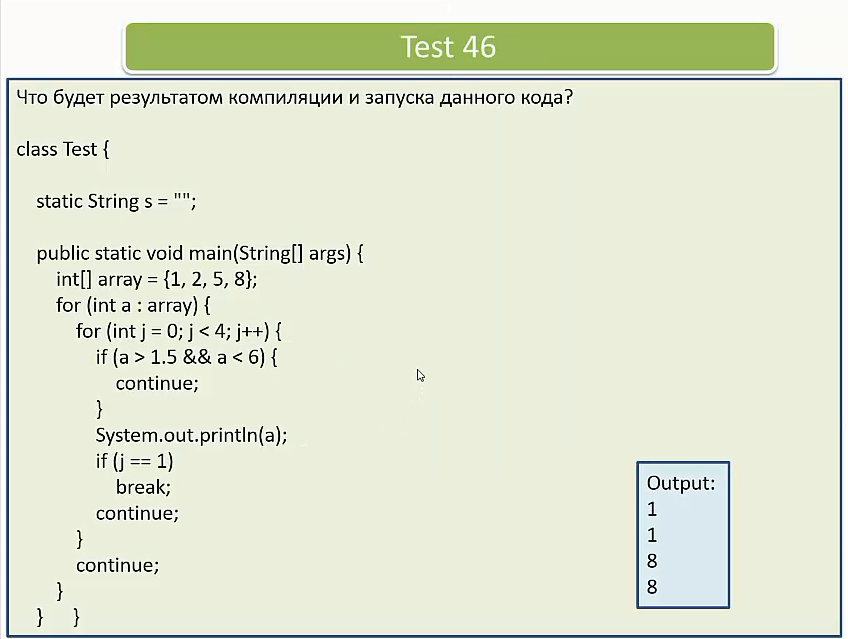 Test 46
Что будет результатом компиляции и запуска данного кода?
class Test {
static String s = "";
public static void main(String[] args) {
int[] array = {1, 2, 5, 8};
for (int a : array) {
for (int j = 0; j < 4; j++) {
if (a > 1.5 && a < 6) {
continue;
}
System.out.println(a);
if (j == 1)
break;
continue;
}
continue;
}
} }
Output:
1
1
8
8